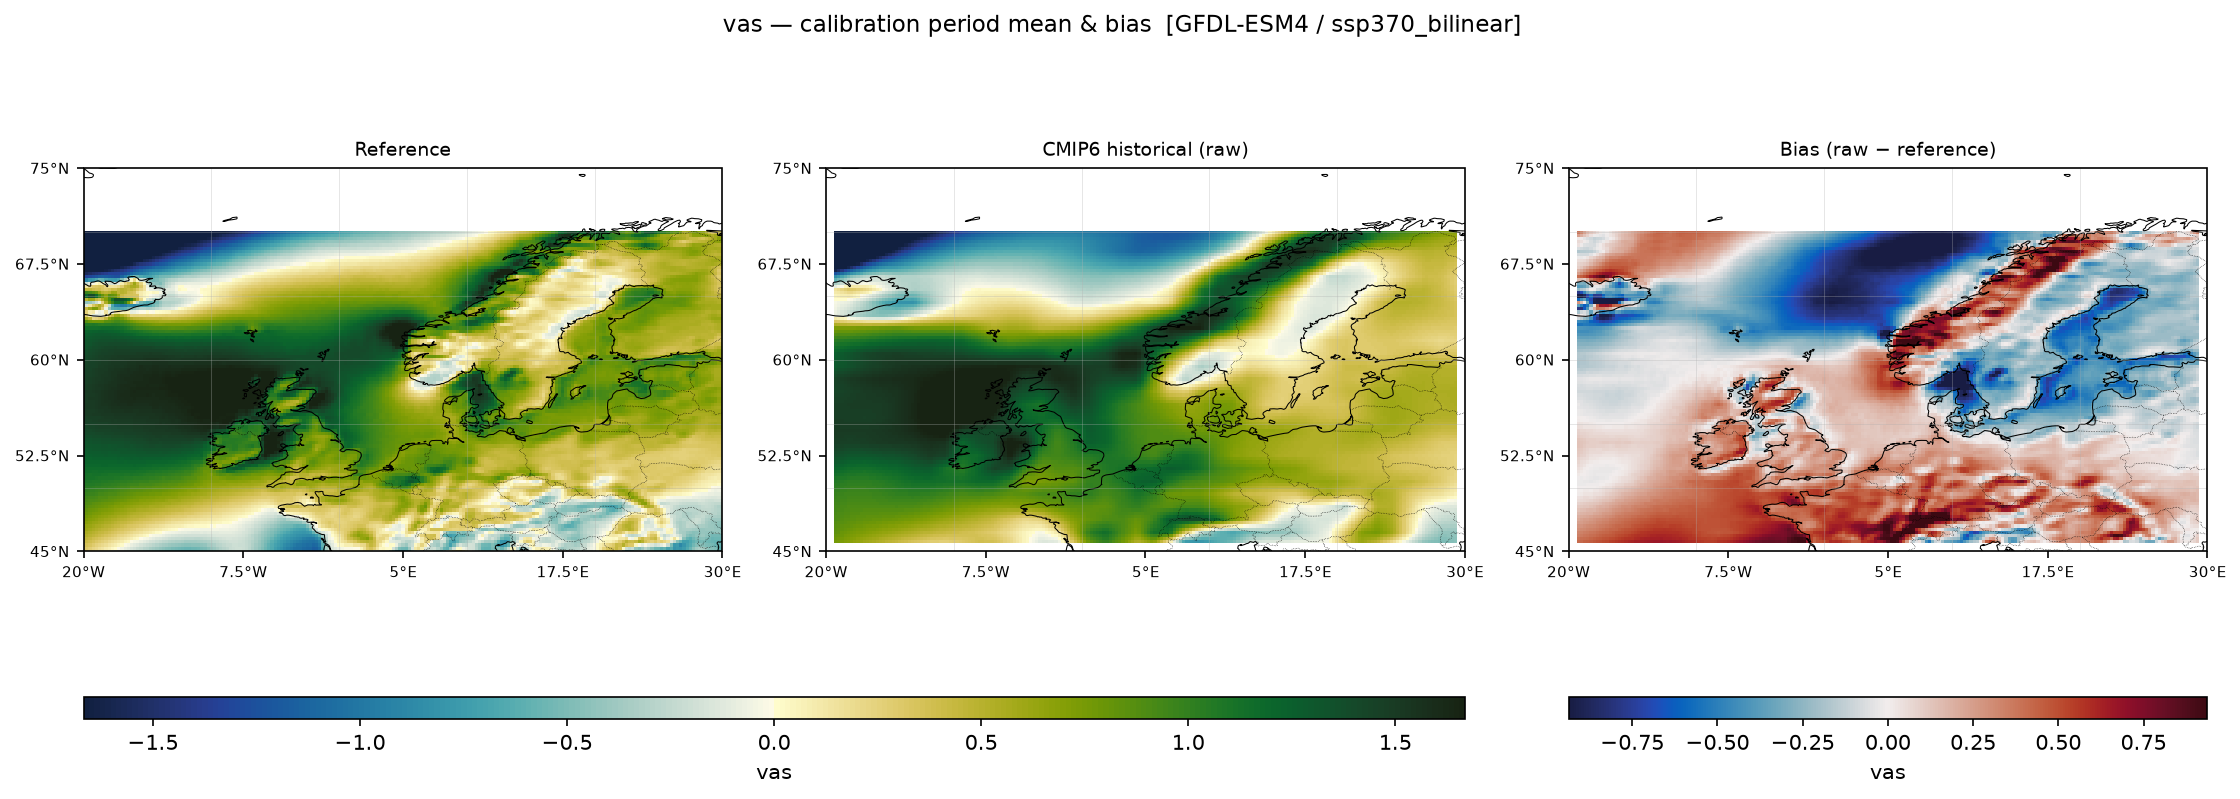 vas — calibration period mean & bias  [GFDL-ESM4 / ssp370_bilinear]
Reference
CMIP6 historical (raw)
Bias (raw − reference)
75°N
67.5°N
60°N
52.5°N
45°N
20°W
7.5°W
5°E
17.5°E
30°E
75°N
67.5°N
60°N
52.5°N
45°N
20°W
7.5°W
5°E
17.5°E
30°E
75°N
67.5°N
60°N
52.5°N
45°N
20°W
7.5°W
5°E
17.5°E
30°E
−1.5 −1.0 −0.5 0.0 0.5 1.0 1.5
vas
−0.75 −0.50 −0.25 0.00 0.25 0.50 0.75
vas